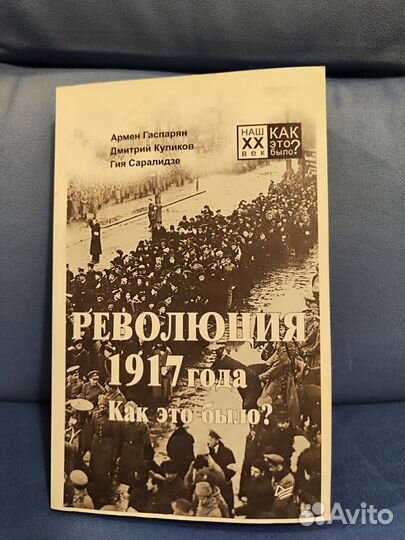 Армен Гаспарян
Дмитрий Куликов
Гия Саралидзе
НАШ
XX
век
КАК
ЭТО
было?
РЕВОЛЮЦИЯ
1917 года
Как это было?
Avito